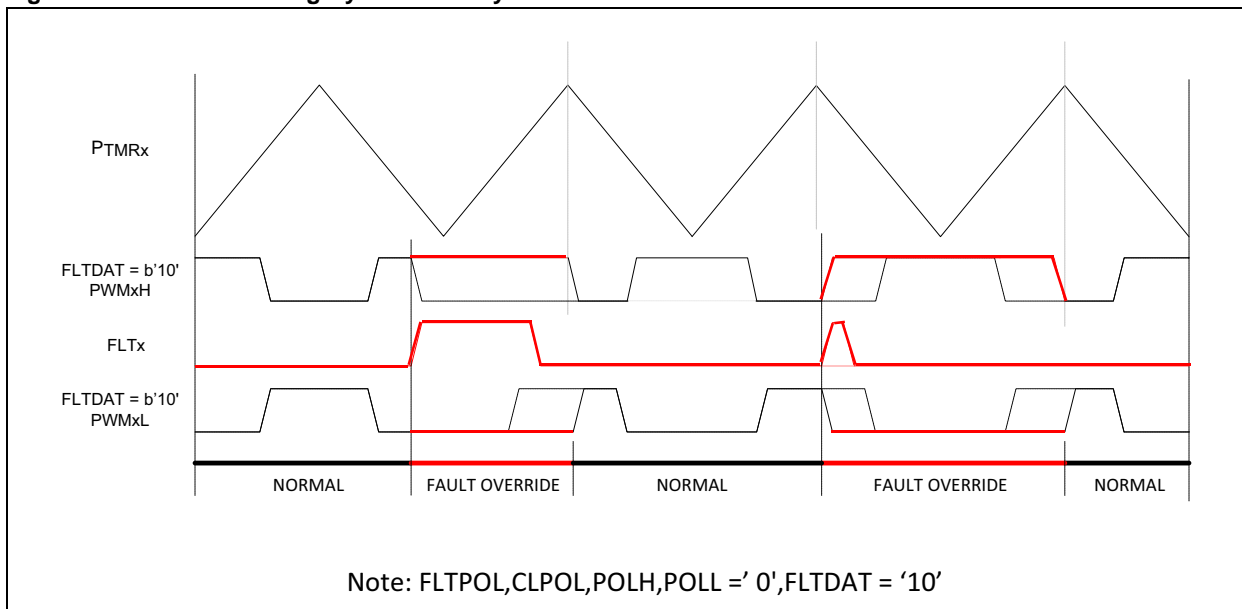 PTMRx
FLTDAT = b'10'
PWMxH
FLTx
FLTDAT = b'10'
PWMxL
NORMAL
FAULT OVERRIDE
NORMAL
FAULT OVERRIDE
NORMAL
Note: FLTPOL,CLPOL,POLH,POLL =’ 0',FLTDAT = ‘10’